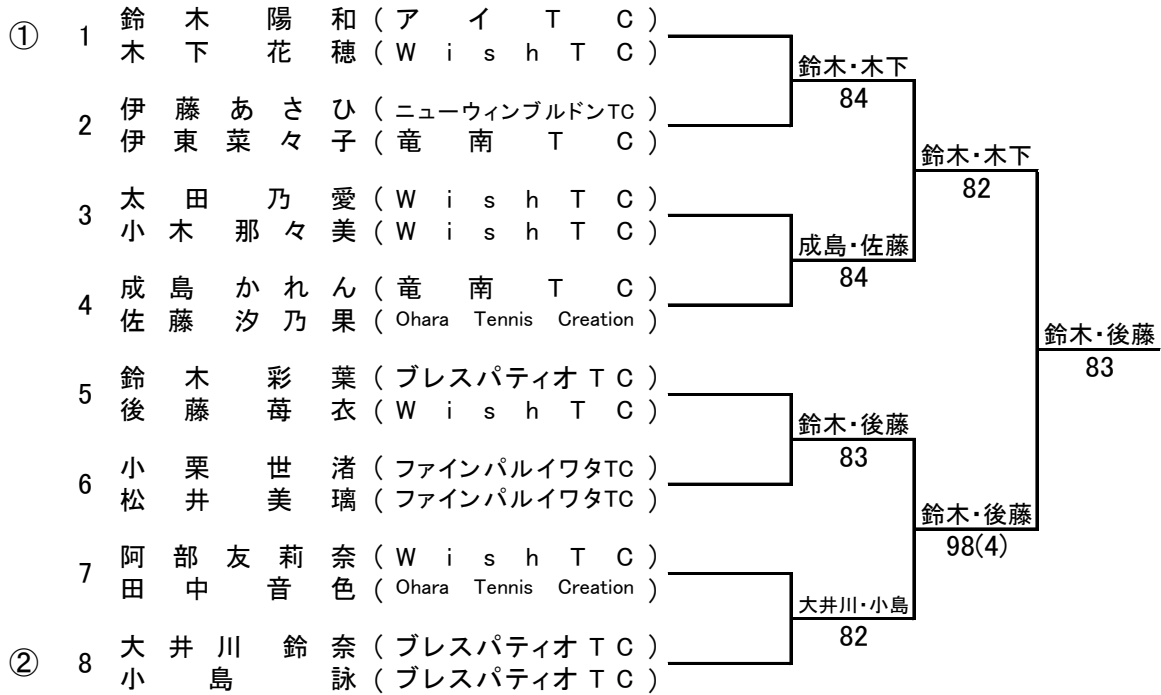 ① 1 鈴木陽和(アイTC)
木下花穂(WishTC)
鈴木・木下
84
2 伊藤あさひ(ニューウィンブルドンTC)
伊東菜々子(竜南TC)
鈴木・木下
82
3 太田乃愛(WishTC)
小木那々美(WishTC)
成島・佐藤
84
4 成島かれん(竜南TC)
佐藤汐乃果(Ohara Tennis Creation)
鈴木・後藤
83
5 鈴木彩葉(ブレスパティオTC)
後藤苺衣(WishTC)
鈴木・後藤
83
6 小栗世渚(ファインパルイワタTC)
松井美璃(ファインパルイワタTC)
鈴木・後藤
98(4)
7 阿部友莉奈(WishTC)
田中音色(Ohara Tennis Creation)
大井川・小島
82
② 8 大井川鈴奈(ブレスパティオTC)
小島詠(ブレスパティオTC)